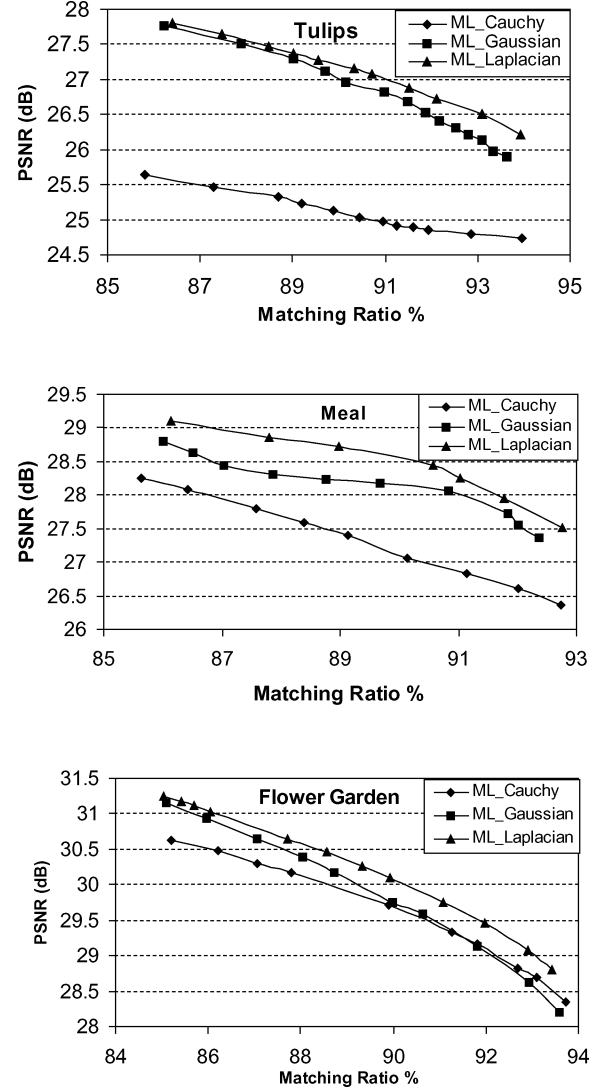 Tulips
ML_Cauchy
ML_Gaussian
ML_Laplacian
PSNR (dB)
28
27.5
27
26.5
26
25.5
25
24.5
85 87 89 91 93 95
Matching Ratio %
Meal
ML_Cauchy
ML_Gaussian
ML_Laplacian
PSNR (dB)
29.5
29
28.5
28
27.5
27
26.5
26
85 87 89 91 93
Matching Ratio %
Flower Garden
ML_Cauchy
ML_Gaussian
ML_Laplacian
PSNR (dB)
31.5
31
30.5
30
29.5
29
28.5
28
84 86 88 90 92 94
Matching Ratio %